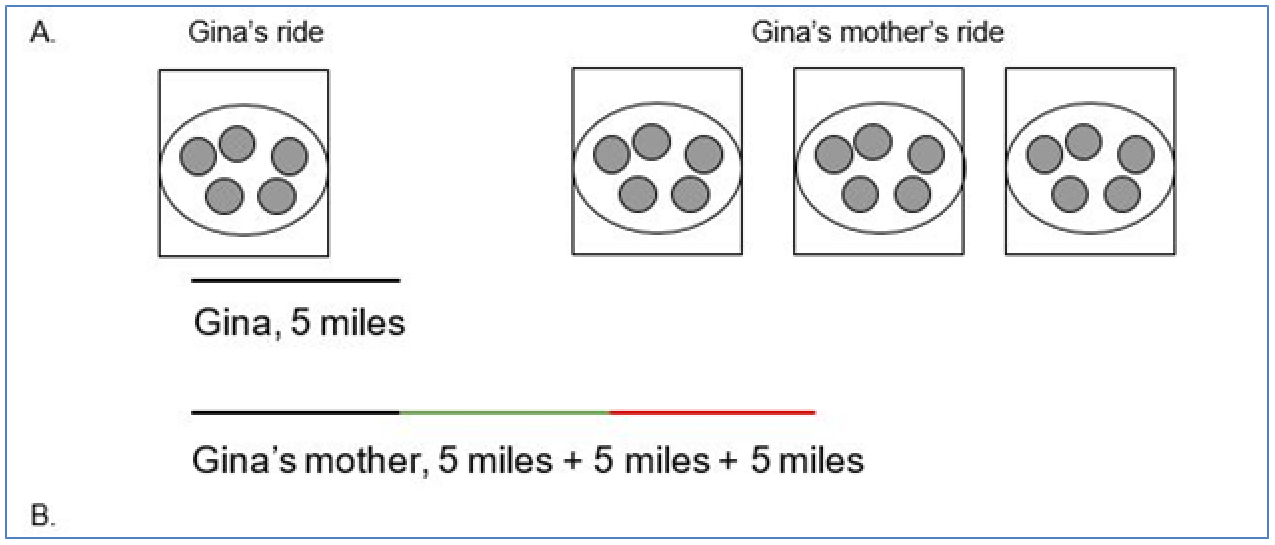 A. Gina's ride Gina's mother's ride
Gina, 5 miles
Gina's mother, 5 miles + 5 miles + 5 miles
B.